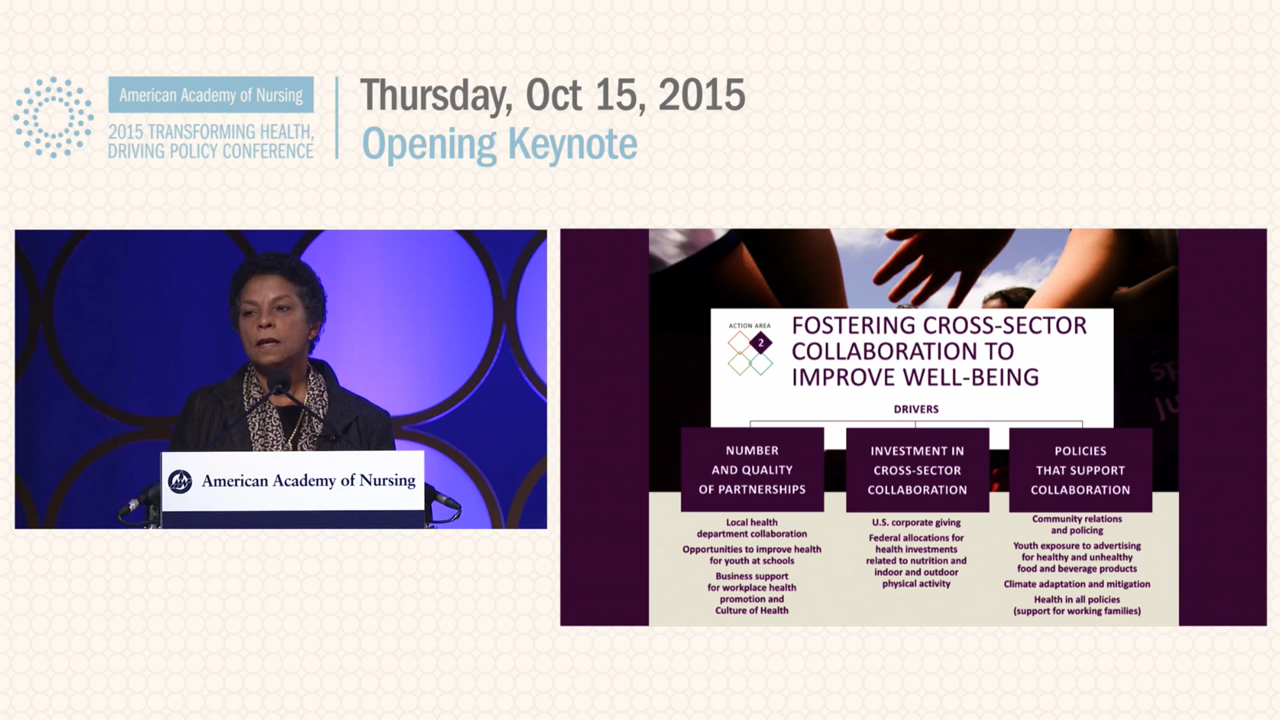 American Academy of Nursing
2015 TRANSFORMING HEALTH,
DRIVING POLICY CONFERENCE
Thursday, Oct 15, 2015
Opening Keynote
American Academy of Nursing
ACTION AREA
2
FOSTERING CROSS-SECTOR
COLLABORATION TO
IMPROVE WELL-BEING
DRIVERS
NUMBER
AND QUALITY
OF PARTNERSHIPS
Local health
department collaboration
Opportunities to improve health
for youth at schools
Business support
for workplace health
promotion and
Culture of Health
INVESTMENT IN
CROSS-SECTOR
COLLABORATION
U.S. corporate giving
Federal allocations for
health investments
related to nutrition and
indoor and outdoor
physical activity
POLICIES
THAT SUPPORT
COLLABORATION
Community relations
and policing
Youth exposure to advertising
for healthy and unhealthy
food and beverage products
Climate adaptation and mitigation
Health in all policies
(support for working families)